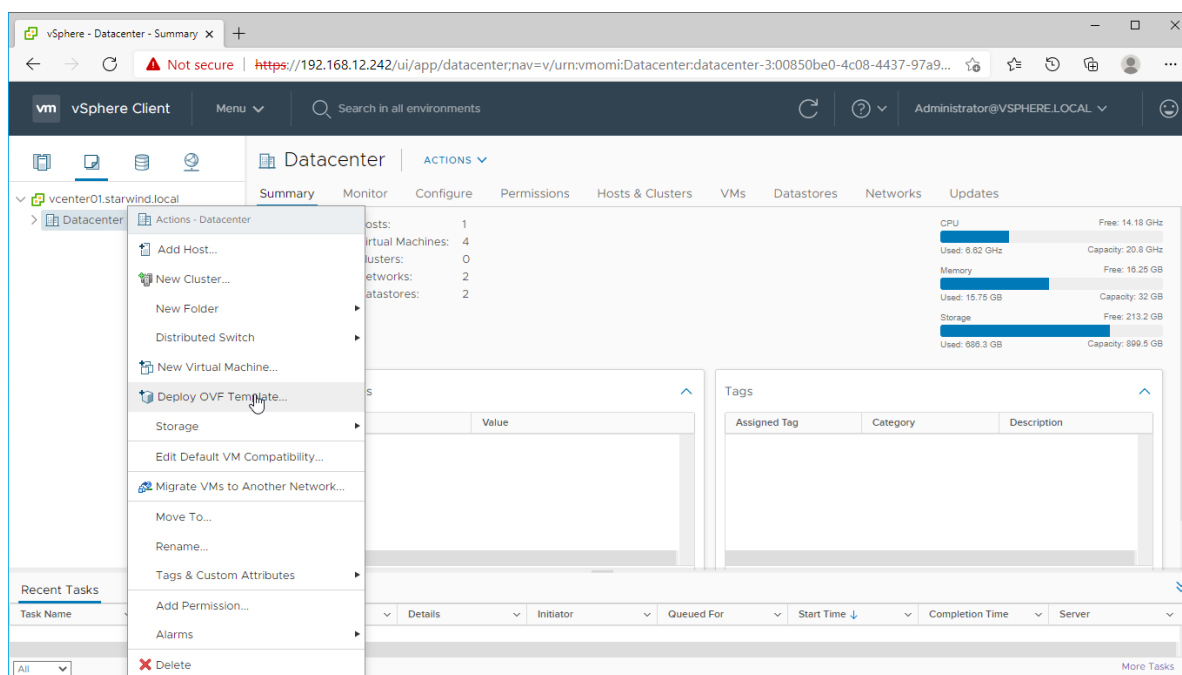 vSphere - Datacenter - Summary
Not secure https://192.168.12.242/ui/app/datacenter;nav=v/urn:vmomi:Datacenter:datacenter-3:00850be0-4c08-4437-97a9...
vm vSphere Client Menu Search in all environments Administrator@VSPHERE.LOCAL
Datacenter ACTIONS
Summary Monitor Configure Permissions Hosts & Clusters VMs Datastores Networks Updates
vcenter01.starwind.local
Datacenter
Actions - Datacenter
Add Host...
New Cluster...
New Folder
Distributed Switch
New Virtual Machine...
Deploy OVF Template...
Storage
Edit Default VM Compatibility...
Migrate VMs to Another Network...
Move To...
Rename...
Tags & Custom Attributes
Add Permission...
Alarms
Delete
osts: 1
irtual Machines: 4
lusters: 0
etworks: 2
atastores: 2
CPU Free: 14.18 GHz
Used: 6.62 GHz Capacity: 20.8 GHz
Memory Free: 16.25 GB
Used: 15.75 GB Capacity: 32 GB
Storage Free: 213.2 GB
Used: 686.3 GB Capacity: 899.5 GB
s
Value
Tags
Assigned Tag Category Description
Recent Tasks
Task Name Details Initiator Queued For Start Time Completion Time Server
All
More Tasks